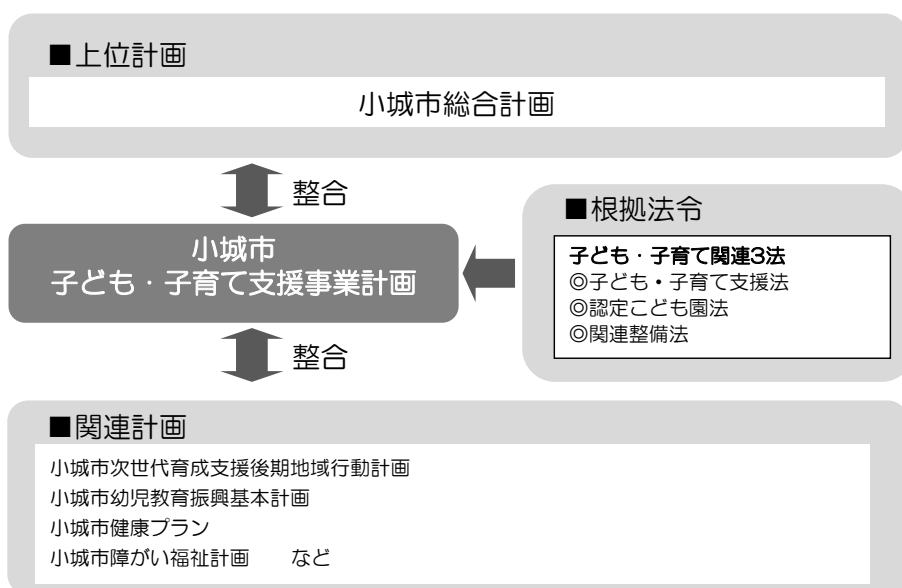 ■上位計画
小城市総合計画
整合
小城市
子ども・子育て支援事業計画
■根拠法令
子ども・子育て関連3法
◎子ども・子育て支援法
◎認定こども園法
◎関連整備法
整合
■関連計画
小城市次世代育成支援後期地域行動計画
小城市幼児教育振興基本計画
小城市健康プラン
小城市障がい福祉計画　　など